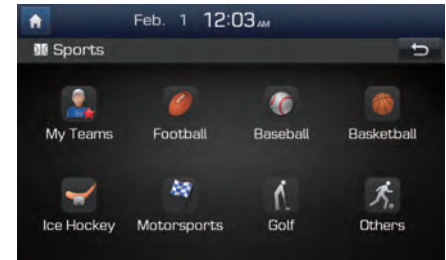 Feb. 1 12:03 AM
Sports
My Teams Football Baseball Basketball
Ice Hockey Motorsports Golf Others